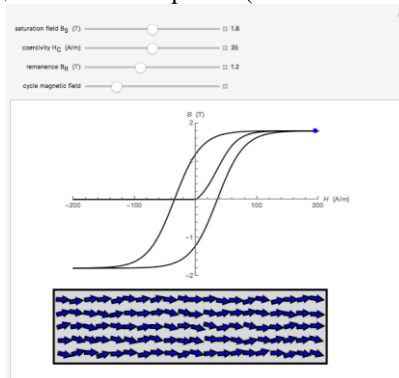 saturation field BS (T) 1.8
coercivity HC (A/m) 35
remanence BR (T) 1.2
cycle magnetic field
B (T)
2
H (A/m)
-200 -100 100 200
-1
-2